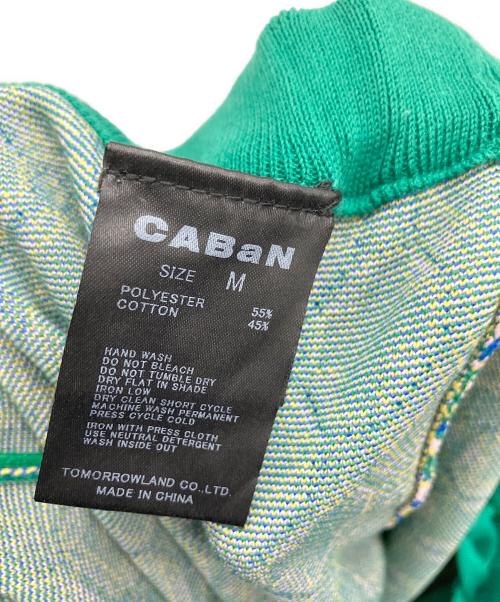 CABaN
SIZE M
POLYESTER 55%
COTTON 45%
HAND WASH
DO NOT BLEACH
DO NOT TUMBLE DRY
DRY FLAT IN SHADE
IRON LOW
DRY CLEAN SHORT CYCLE
MACHINE WASH PERMANENT
PRESS CYCLE COLD
IRON WITH PRESS CLOTH
USE NEUTRAL DETERGENT
WASH INSIDE OUT
TOMORROWLAND CO.,LTD.
MADE IN CHINA